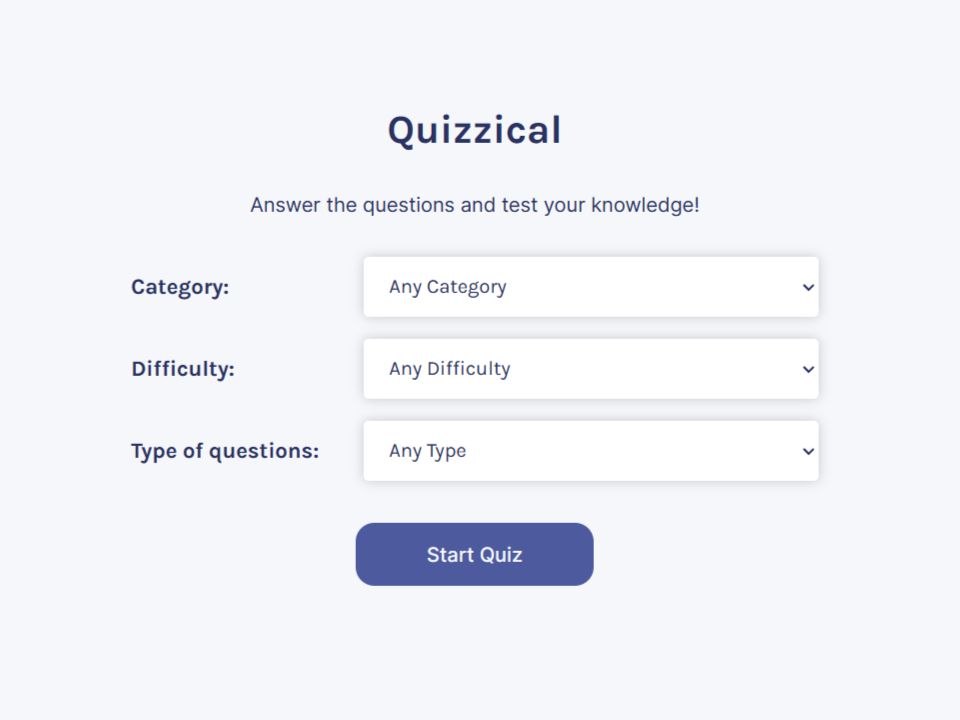 Quizzical
Answer the questions and test your knowledge!
Category: Any Category
Difficulty: Any Difficulty
Type of questions: Any Type
Start Quiz